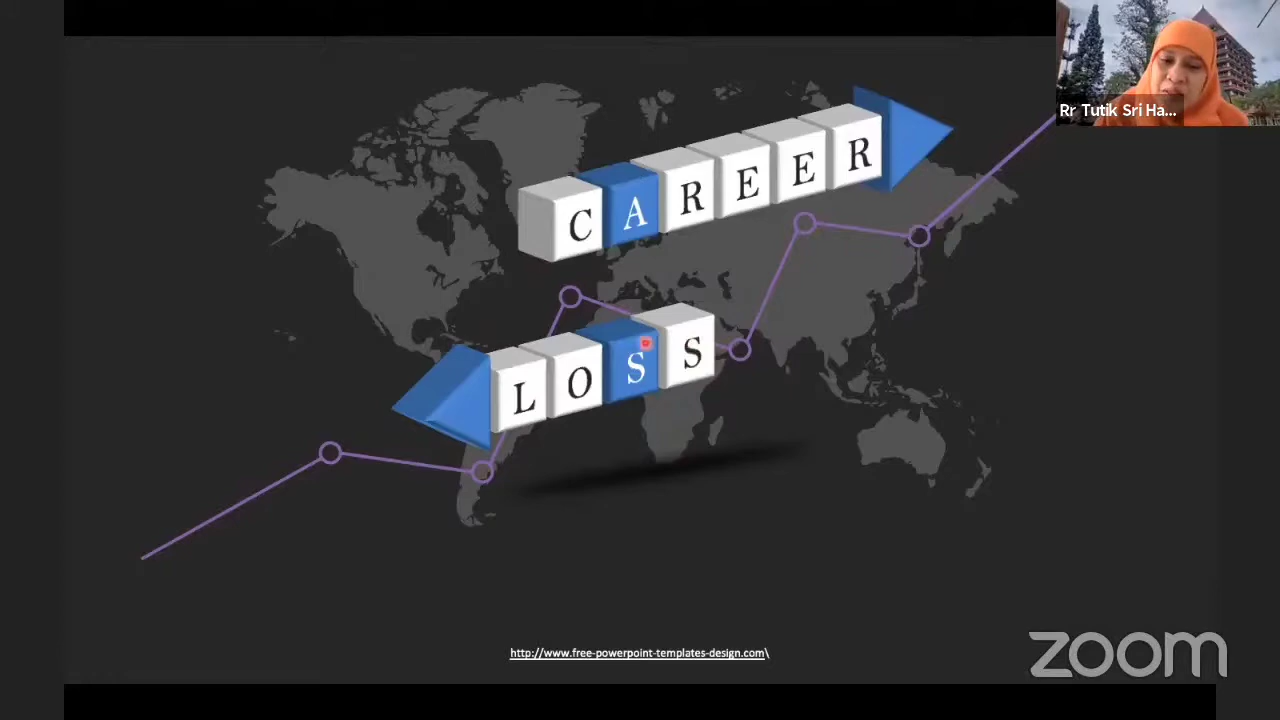 Rr Tutik Sri Ha...
CAREER
LOSS
http://www.free-powerpoint-templates-design.com\
zoom